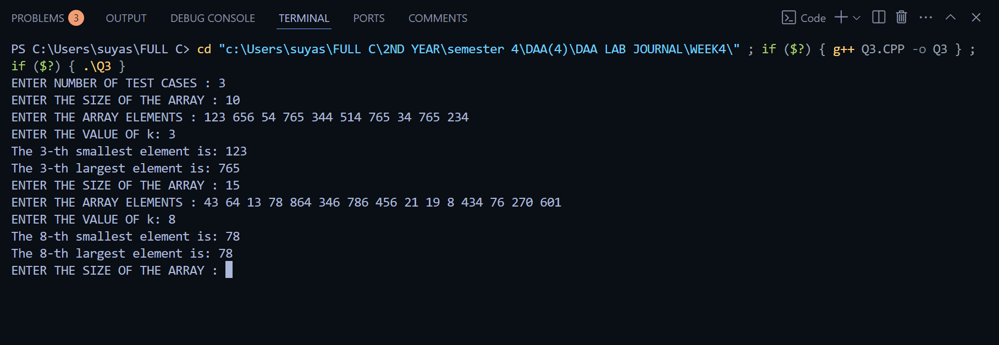 PROBLEMS 3 OUTPUT DEBUG CONSOLE TERMINAL PORTS COMMENTS Code
PS C:\Users\suyas\FULL C> cd "c:\Users\suyas\FULL C\2ND YEAR\semester 4\DAA(4)\DAA LAB JOURNAL\WEEK4\" ; if ($?) { g++ Q3.CPP -o Q3 } ;
if ($?) { .\Q3 }
ENTER NUMBER OF TEST CASES : 3
ENTER THE SIZE OF THE ARRAY : 10
ENTER THE ARRAY ELEMENTS : 123 656 54 765 344 514 765 34 765 234
ENTER THE VALUE OF k: 3
The 3-th smallest element is: 123
The 3-th largest element is: 765
ENTER THE SIZE OF THE ARRAY : 15
ENTER THE ARRAY ELEMENTS : 43 64 13 78 864 346 786 456 21 19 8 434 76 270 601
ENTER THE VALUE OF k: 8
The 8-th smallest element is: 78
The 8-th largest element is: 78
ENTER THE SIZE OF THE ARRAY :